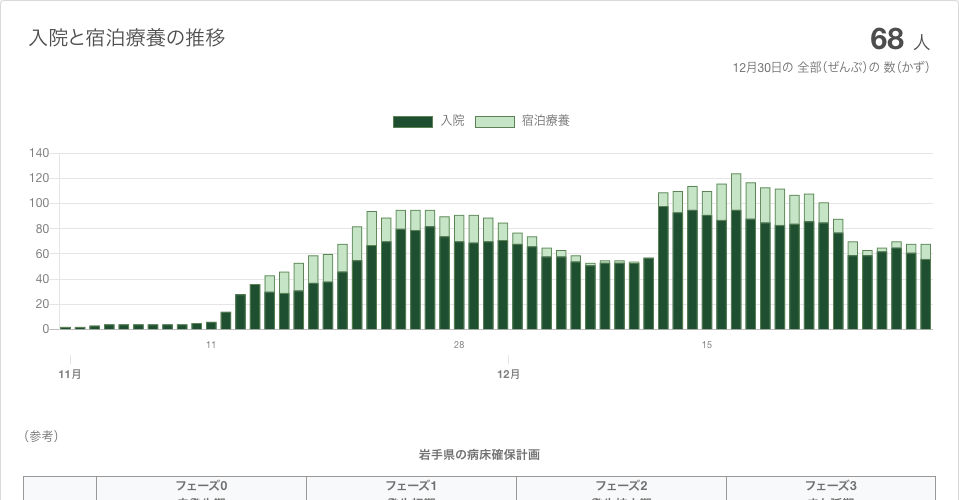 入院と宿泊療養の推移
68 人
12月30日の 全部（ぜんぶ）の 数（かず）
入院 宿泊療養
140
120
100
80
60
40
20
0
11 28 15
11月 12月
（参考）
岩手県の病床確保計画
フェーズ0 フェーズ1 フェーズ2 フェーズ3